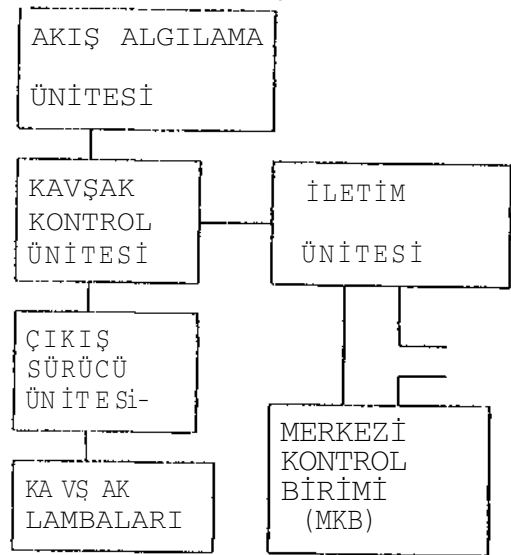 AKIŞ ALGILAMA
ÜNİTESİ
KAVŞAK
KONTROL
ÜNİTESİ
İLETİM
ÜNİTESİ
ÇIKIŞ
SÜRÜCÜ
ÜNİTESi-
KAVŞAK
LAMBALARI
MERKEZİ
KONTROL
BİRİMİ
(MKB)